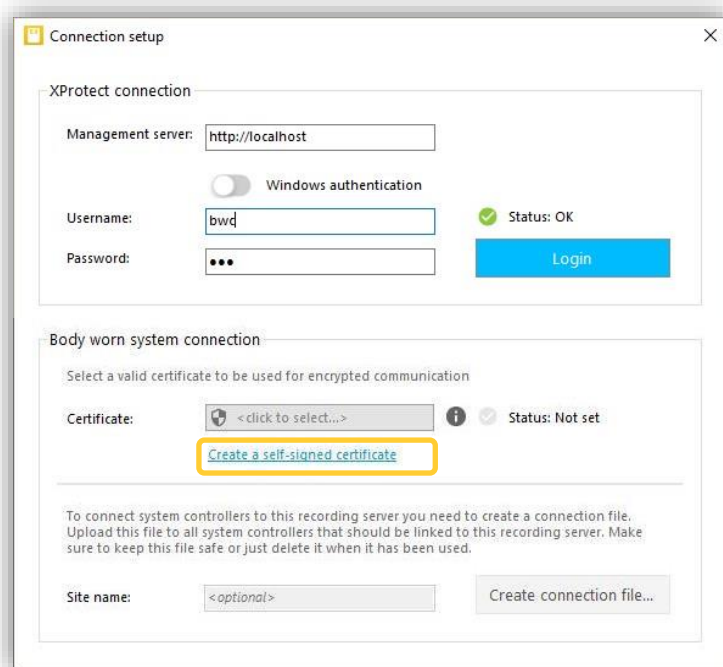 Connection setup
XProtect connection
Management server: http://localhost
Windows authentication
Username: bwc Status: OK
Password: ••• Login
Body worn system connection
Select a valid certificate to be used for encrypted communication
Certificate: <click to select...> Status: Not set
Create a self-signed certificate
To connect system controllers to this recording server you need to create a connection file.
Upload this file to all system controllers that should be linked to this recording server. Make
sure to keep this file safe or just delete it when it has been used.
Site name: <optional> Create connection file...